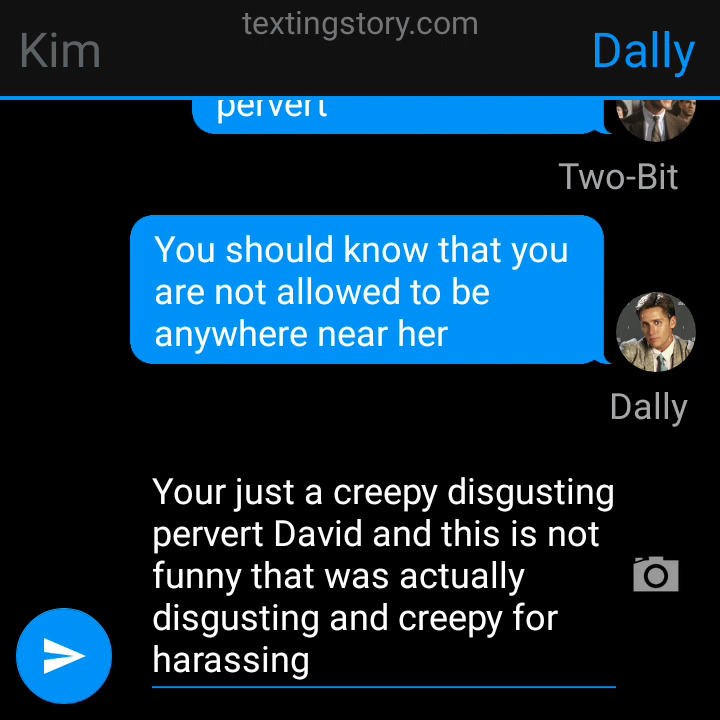 textingstory.com
Kim
Dally
pervert
Two-Bit
You should know that you
are not allowed to be
anywhere near her
Dally
Your just a creepy disgusting
pervert David and this is not
funny that was actually
disgusting and creepy for
harassing